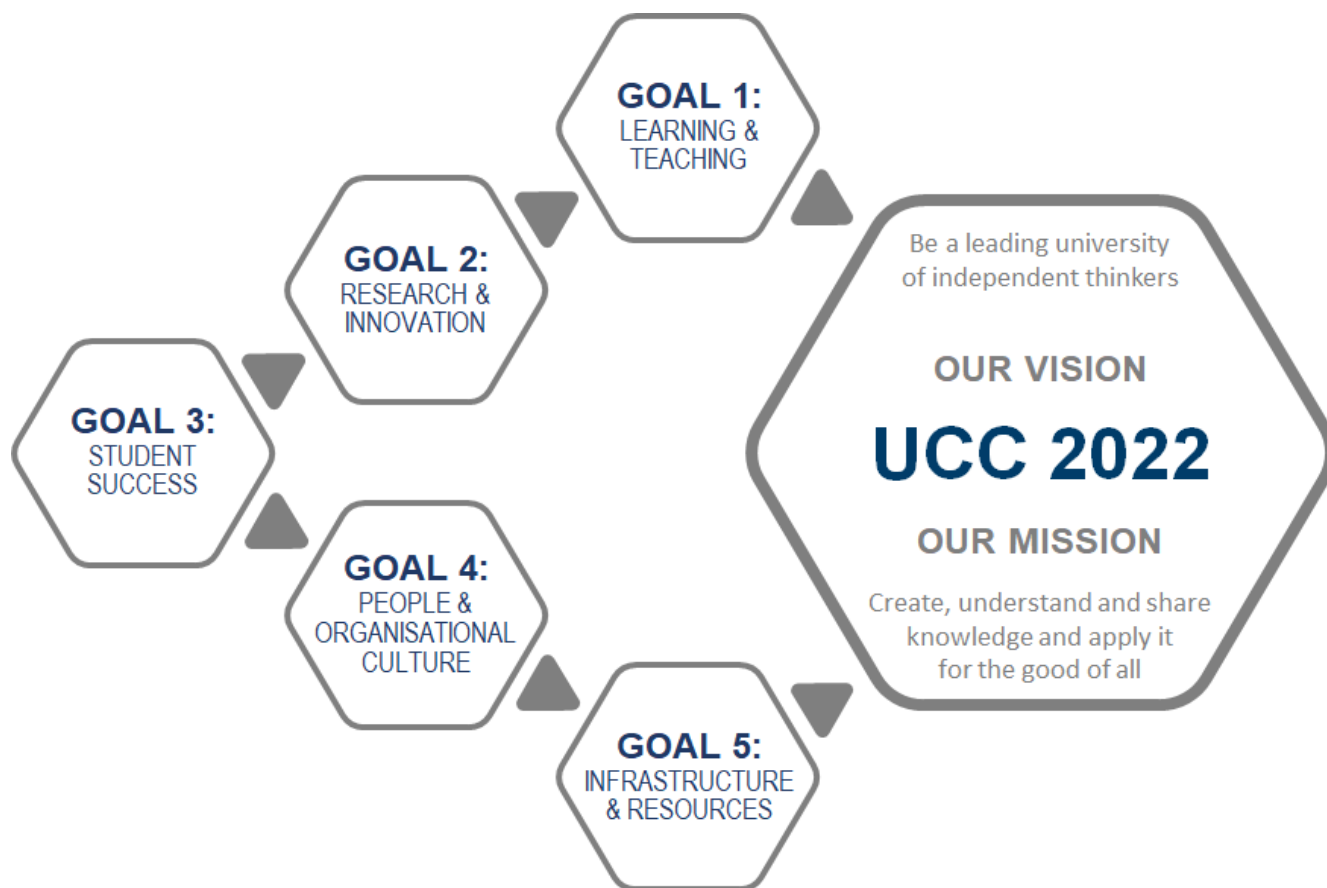 GOAL 1:
LEARNING &
TEACHING
GOAL 2:
RESEARCH &
INNOVATION
GOAL 3:
STUDENT
SUCCESS
GOAL 4:
PEOPLE &
ORGANISATIONAL
CULTURE
GOAL 5:
INFRASTRUCTURE
& RESOURCES
Be a leading university
of independent thinkers
OUR VISION
UCC 2022
OUR MISSION
Create, understand and share
knowledge and apply it
for the good of all